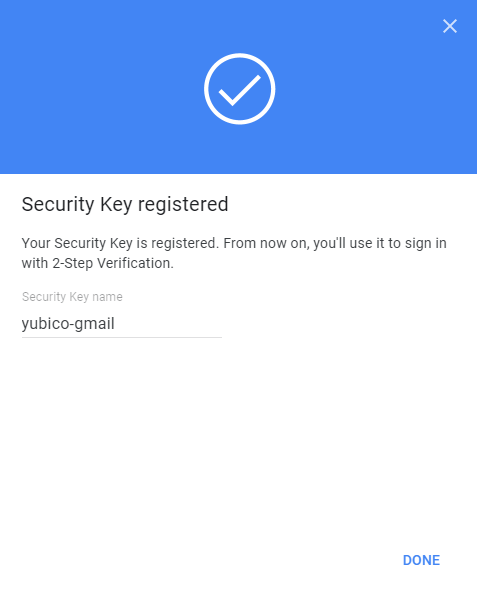 Security Key registered
Your Security Key is registered. From now on, you'll use it to sign in
with 2-Step Verification.
Security Key name
yubico-gmail
DONE